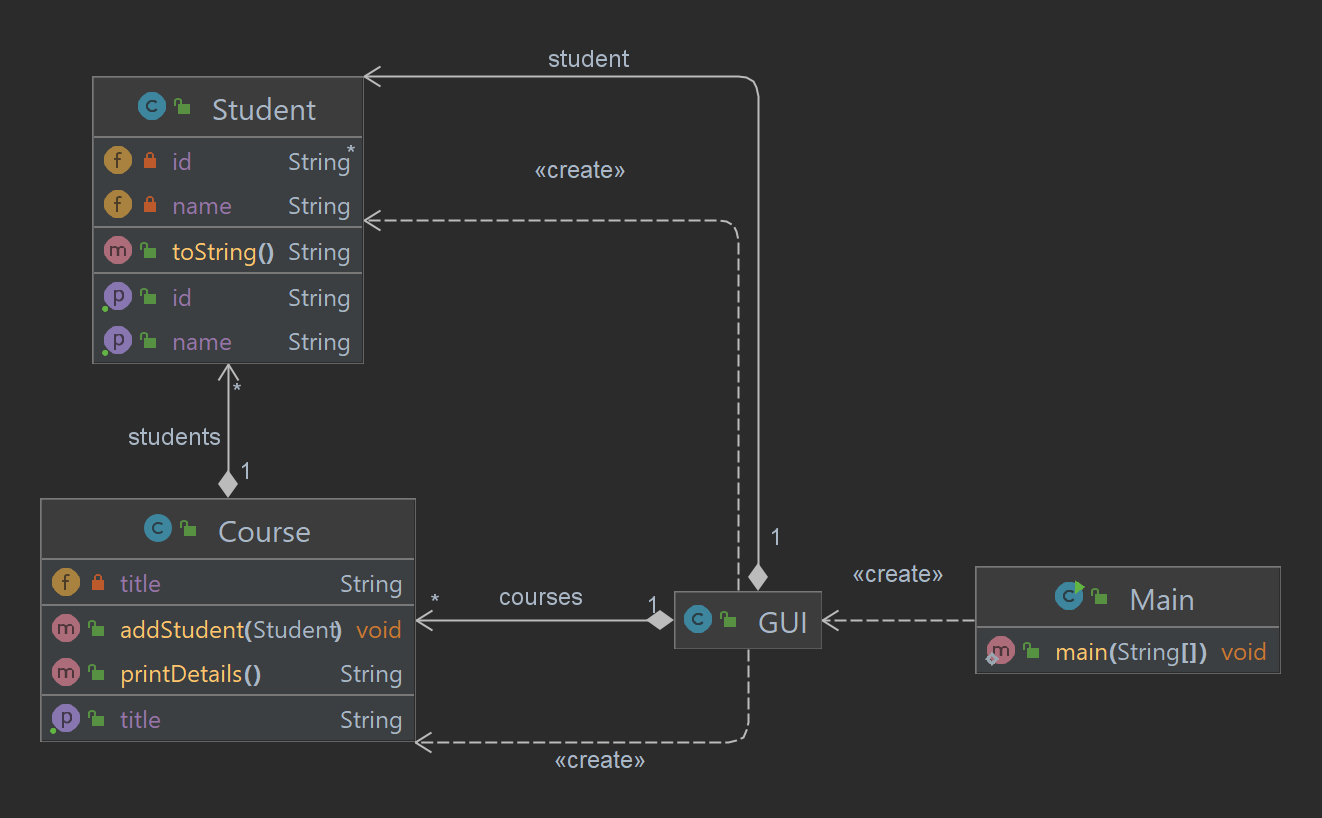 student
C Student
f id String *
f name String
m toString() String
p id String
p name String
«create»
*
students
1
C Course
f title String
m addStudent(Student) void
m printDetails() String
p title String
* courses 1
1
C GUI
«create»
«create»
C Main
m main(String[]) void